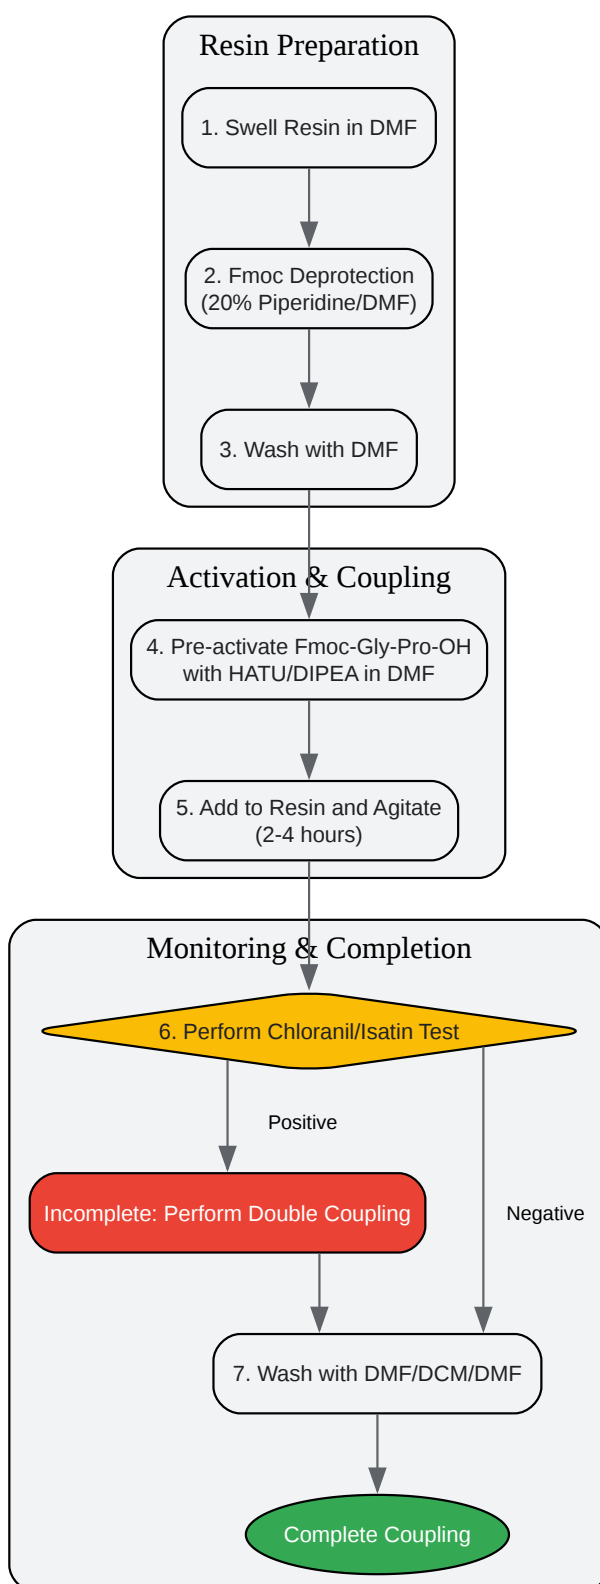 Resin Preparation
1. Swell Resin in DMF
2. Fmoc Deprotection
(20% Piperidine/DMF)
3. Wash with DMF
Activation & Coupling
4. Pre-activate Fmoc-Gly-Pro-OH
with HATU/DIPEA in DMF
5. Add to Resin and Agitate
(2-4 hours)
Monitoring & Completion
6. Perform Chloranil/Isatin Test
Positive
Incomplete: Perform Double Coupling
Negative
7. Wash with DMF/DCM/DMF
Complete Coupling